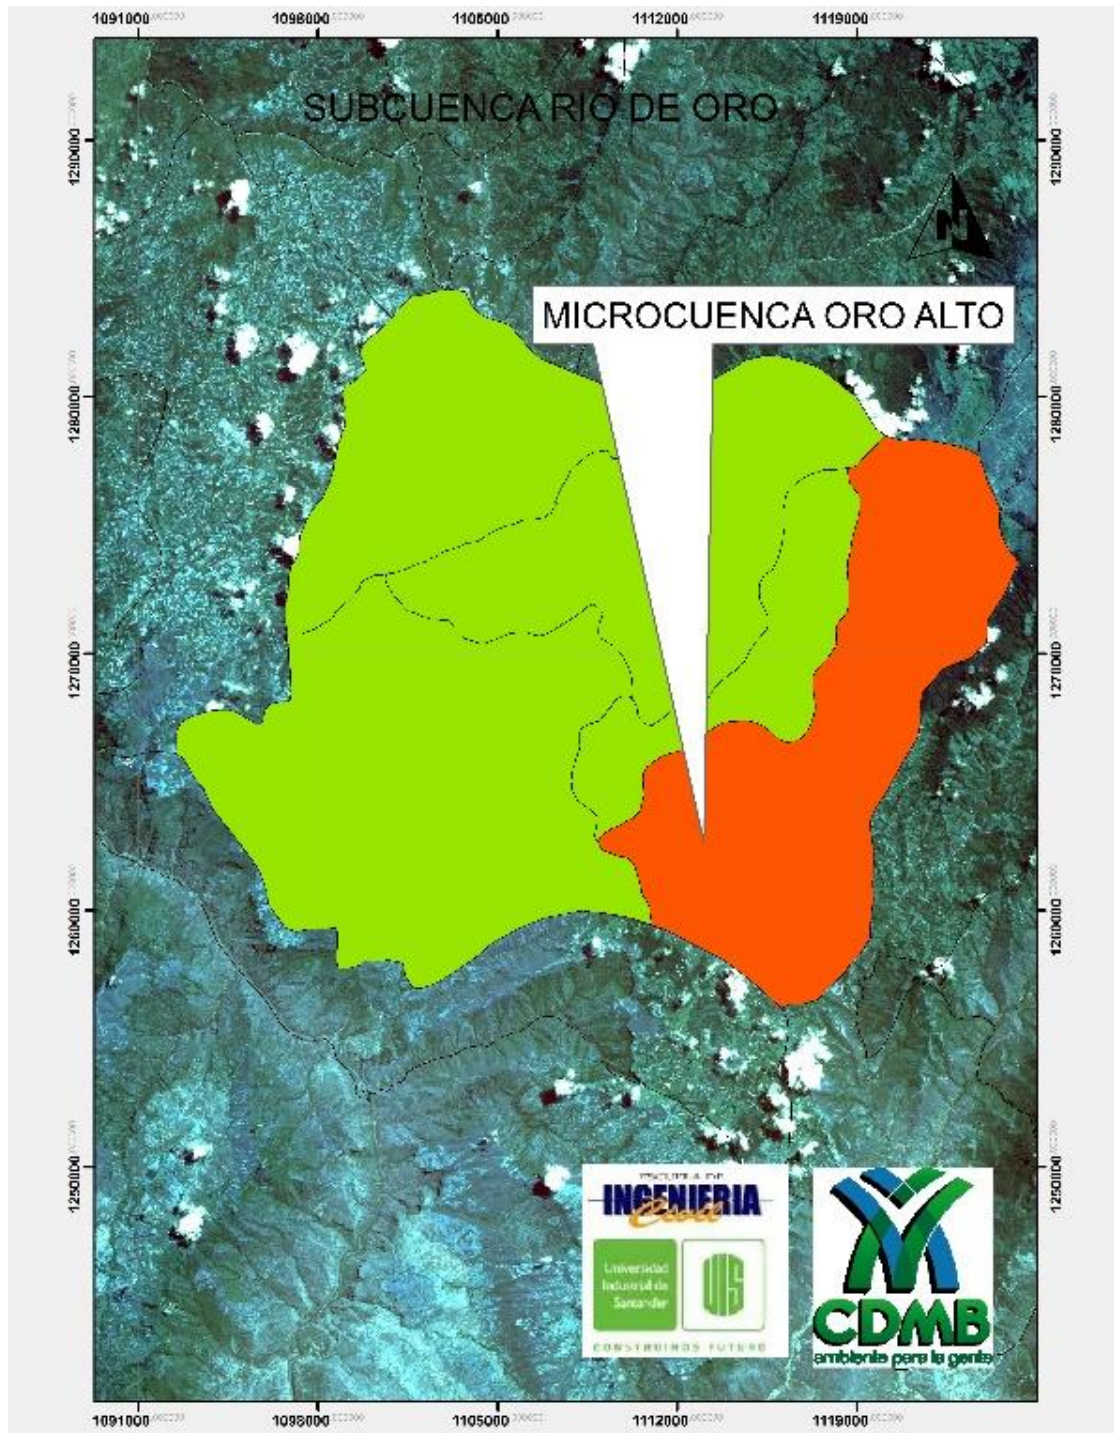 1091000 1098000 1105000 1112000 1119000
SUBCUENCA RIO DE ORO
1290000 1290000
N
MICROCUENCA ORO ALTO
1280000 1280000
1270000 1270000
1260000 1260000
1250000 1250000
ESCUELA DE
INGENIERIA
Civil
Universidad
Industrial de
Santander
UIS
CONSTRUIMOS FUTURO
CDMB
ambiente para la gente
1091000 1098000 1105000 1112000 1119000